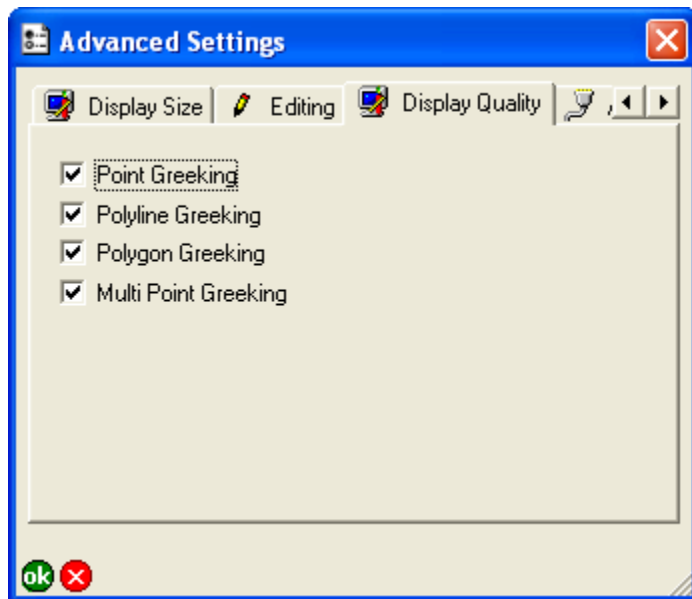 Advanced Settings
Display Size Editing Display Quality
Point Greeking
Polyline Greeking
Polygon Greeking
Multi Point Greeking
ok